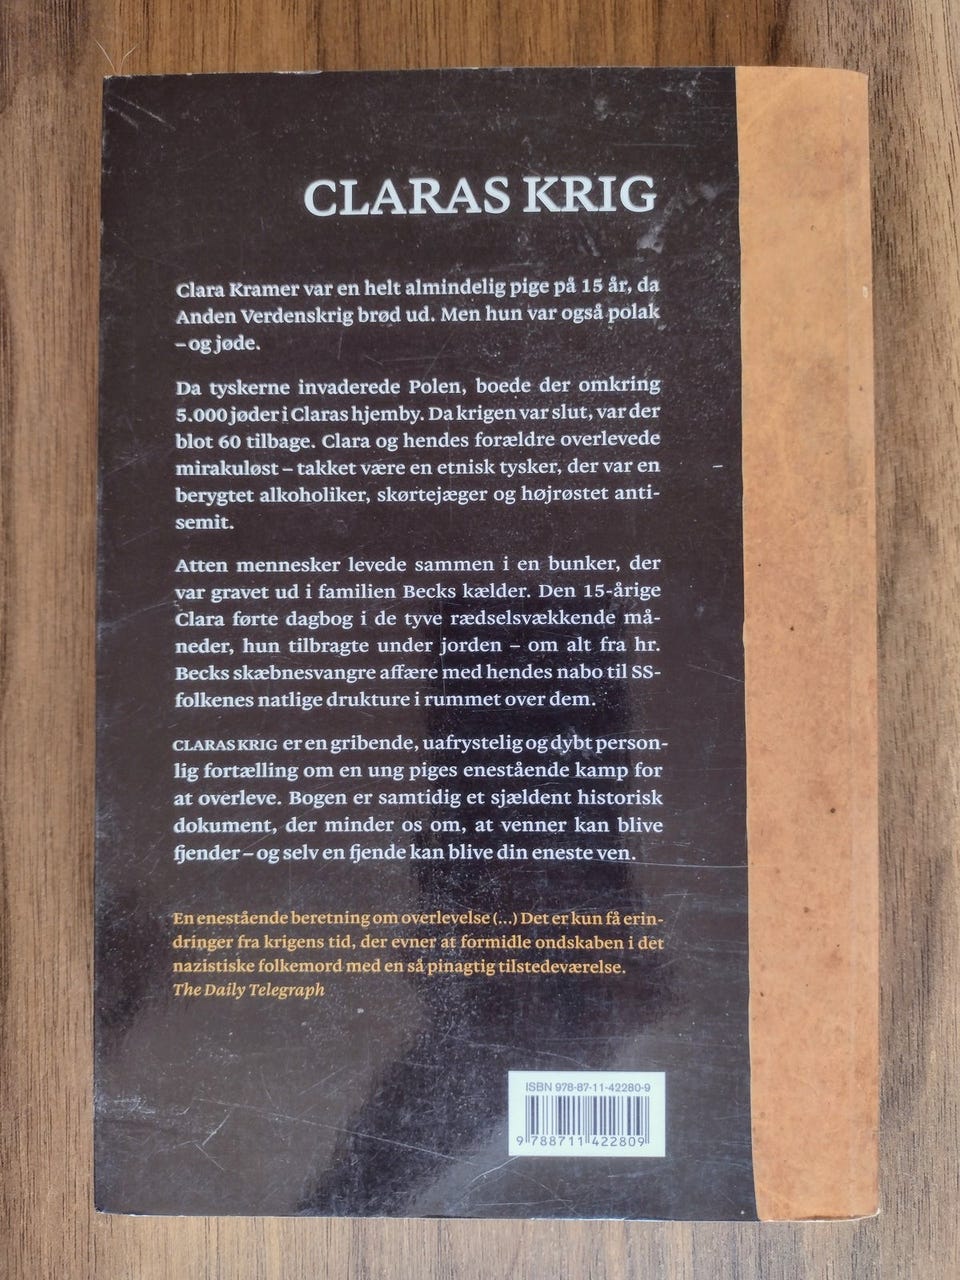 CLARAS KRIG
Clara Kramer var en helt almindelig pige på 15 år, da
Anden Verdenskrig brød ud. Men hun var også polak
– og jøde.
Da tyskerne invaderede Polen, boede der omkring
5.000 jøder i Claras hjemby. Da krigen var slut, var der
blot 60 tilbage. Clara og hendes forældre overlevede
mirakuløst – takket være en etnisk tysker, der var en
berygtet alkoholiker, skørtejæger og højrøstet anti-
semit.
Atten mennesker levede sammen i en bunker, der
var gravet ud i familien Becks kælder. Den 15-årige
Clara førte dagbog i de tyve rædselsvækkende må-
neder, hun tilbragte under jorden – om alt fra hr.
Becks skæbnesvangre affære med hendes nabo til SS-
folkenes natlige drukture i rummet over dem.
CLARAS KRIG er en gribende, uafrystelig og dybt person-
lig fortælling om en ung piges enestående kamp for
at overleve. Bogen er samtidig et sjældent historisk
dokument, der minder os om, at venner kan blive
fjender – og selv en fjende kan blive din eneste ven.
En enestående beretning om overlevelse (...) Det er kun få erin-
dringer fra krigens tid, der evner at formidle ondskaben i det
nazistiske folkemord med en så pinagtig tilstedeværelse.
The Daily Telegraph
ISBN 978-87-11-42280-9
9 788711 422809